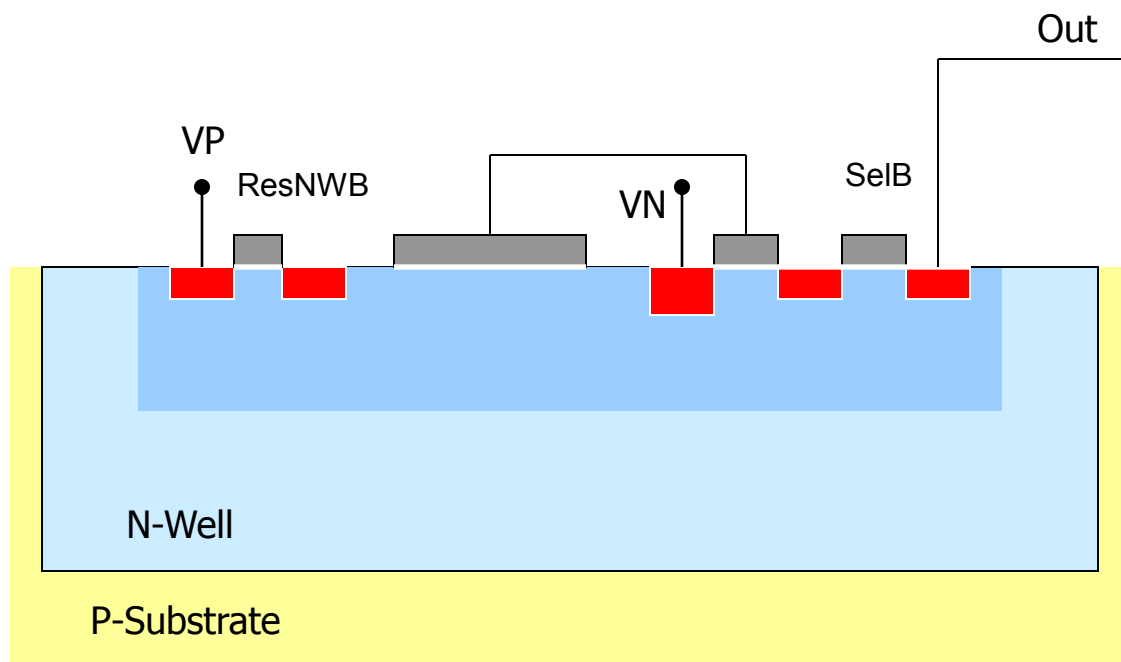 Out
VP
ResNWB
SelB
VN
N-Well
P-Substrate